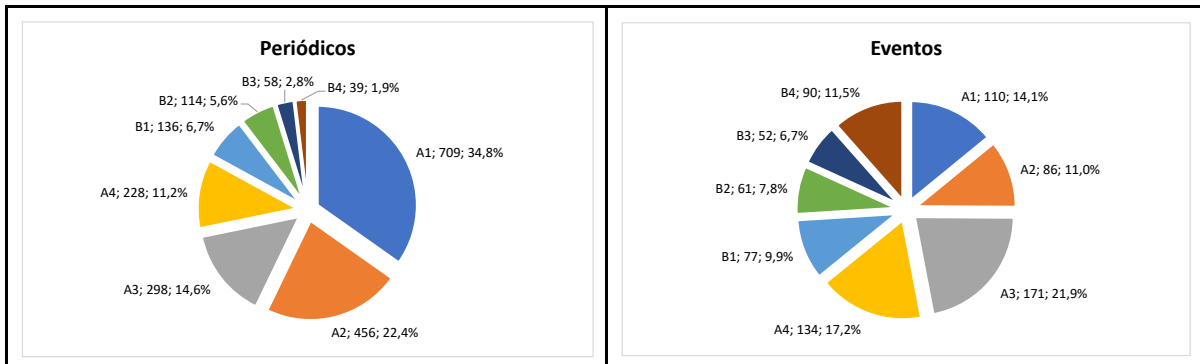 Periódicos
B3; 58; 2,8%
B4; 39; 1,9%
B2; 114; 5,6%
B1; 136; 6,7%
A1; 709; 34,8%
A4; 228; 11,2%
A3; 298; 14,6%
A2; 456; 22,4%
Eventos
B4; 90; 11,5%
A1; 110; 14,1%
B3; 52; 6,7%
A2; 86; 11,0%
B2; 61; 7,8%
B1; 77; 9,9%
A3; 171; 21,9%
A4; 134; 17,2%